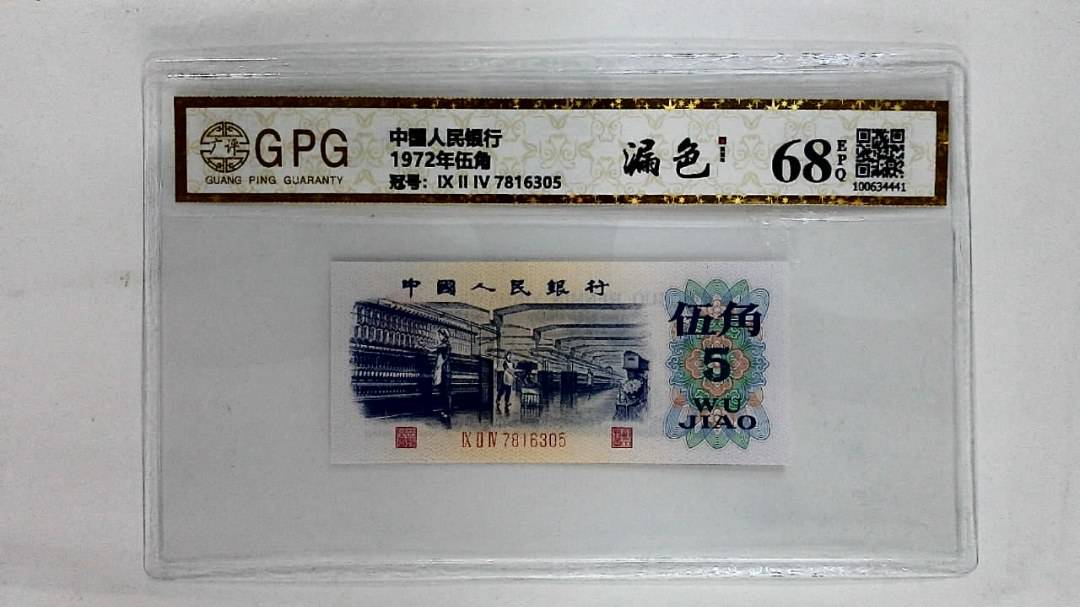 GPG
GUANG PING GUARANTY
广评
中国人民银行
1972年伍角
冠号：IX II IV 7816305
漏色
68
EPQ
100634441
中國人民銀行
伍角
5
WU
JIAO
IX II IV 7816305